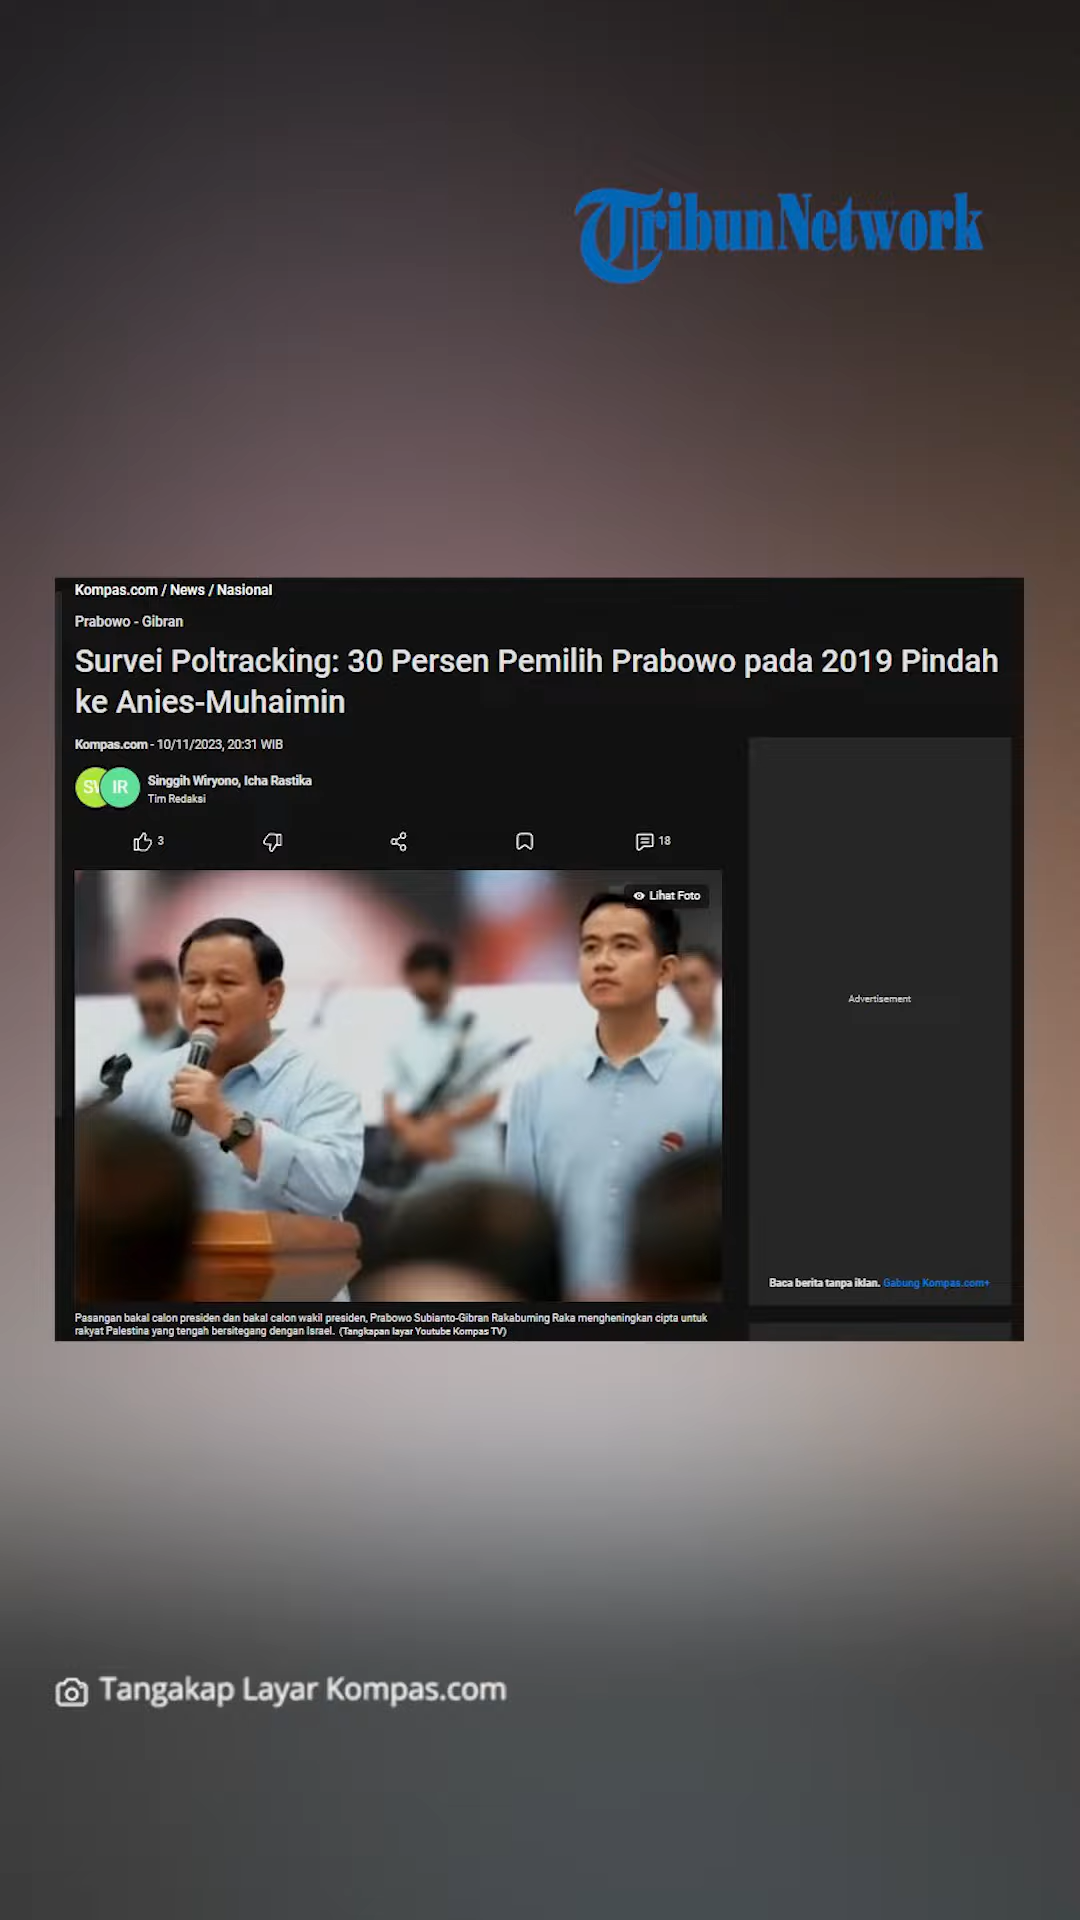 TribunNetwork
Kompas.com / News / Nasional
Prabowo - Gibran
Survei Poltracking: 30 Persen Pemilih Prabowo pada 2019 Pindah
ke Anies-Muhaimin
Kompas.com - 10/11/2023, 20:31 WIB
IR
Singgih Wiryono, Icha Rastika
Tim Redaksi
3
18
Lihat Foto
Advertisement
Baca berita tanpa iklan. Gabung Kompas.com+
Pasangan bakal calon presiden dan bakal calon wakil presiden, Prabowo Subianto-Gibran Rakabuming Raka mengheningkan cipta untuk
rakyat Palestina yang tengah bersitegang dengan Israel. (Tangkapan layar Youtube Kompas TV)
Tangakap Layar Kompas.com